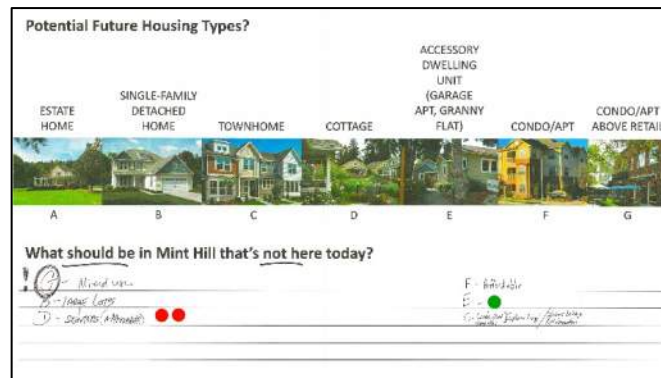 Potential Future Housing Types?
ESTATE HOME
SINGLE-FAMILY DETACHED HOME
TOWNHOME
COTTAGE
ACCESSORY DWELLING UNIT (GARAGE APT, GRANNY FLAT)
CONDO/APT
CONDO/APT ABOVE RETAIL
A B C D E F G
What should be in Mint Hill that's not here today?
! G - Mixed use
B - large lots
D - 
F - Affordable
E -